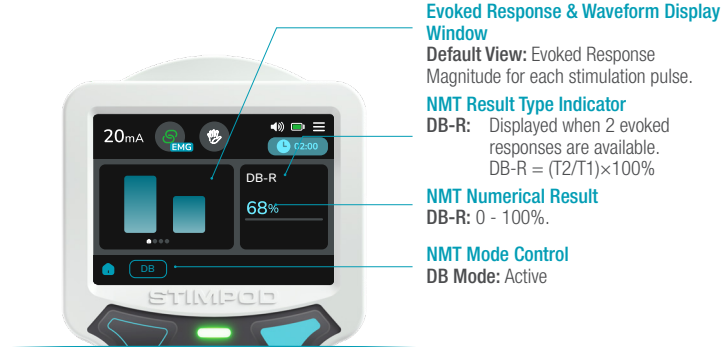 Evoked Response & Waveform Display
Window
Default View: Evoked Response
Magnitude for each stimulation pulse.
NMT Result Type Indicator
DB-R: Displayed when 2 evoked
responses are available.
DB-R = (T2/T1)×100%
NMT Numerical Result
DB-R: 0 - 100%.
NMT Mode Control
DB Mode: Active
20mA
EMG
02:00
DB-R
68%
DB
STIMPOD